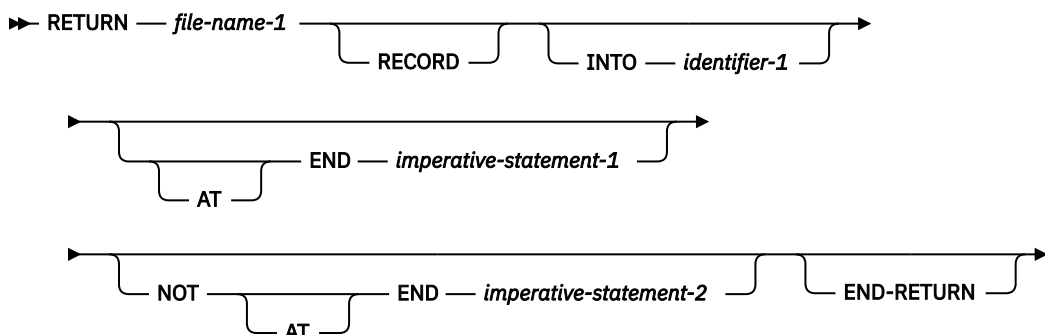 RETURN file-name-1
RECORD INTO identifier-1
END imperative-statement-1
AT
NOT END imperative-statement-2 END-RETURN
AT